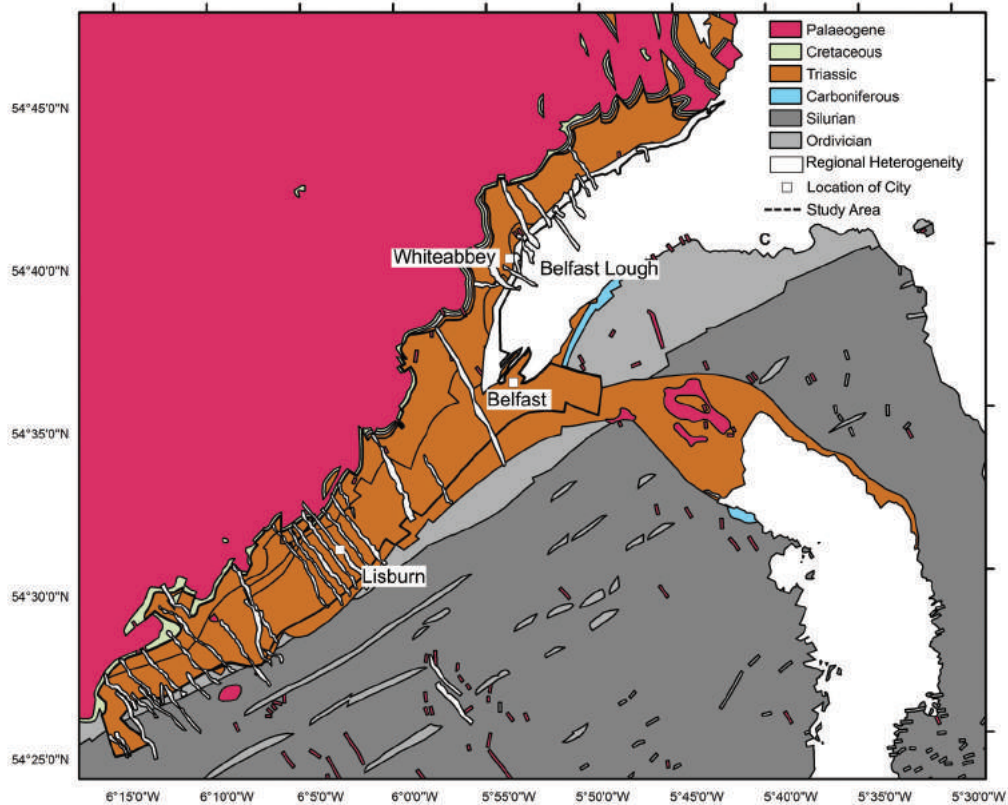 Palaeogene
Cretaceous
Triassic
Carboniferous
Silurian
Ordivician
Regional Heterogeneity
Location of City
Study Area
C
Whiteabbey
Belfast Lough
Belfast
Lisburn
54°45'0"N
54°40'0"N
54°35'0"N
54°30'0"N
54°25'0"N
6°15'0"W 6°10'0"W 6°50'0"W 6°00'0"W 5°55'0"W 5°50'0"W 5°45'0"W 5°40'0"W 5°35'0"W 5°30'0"W